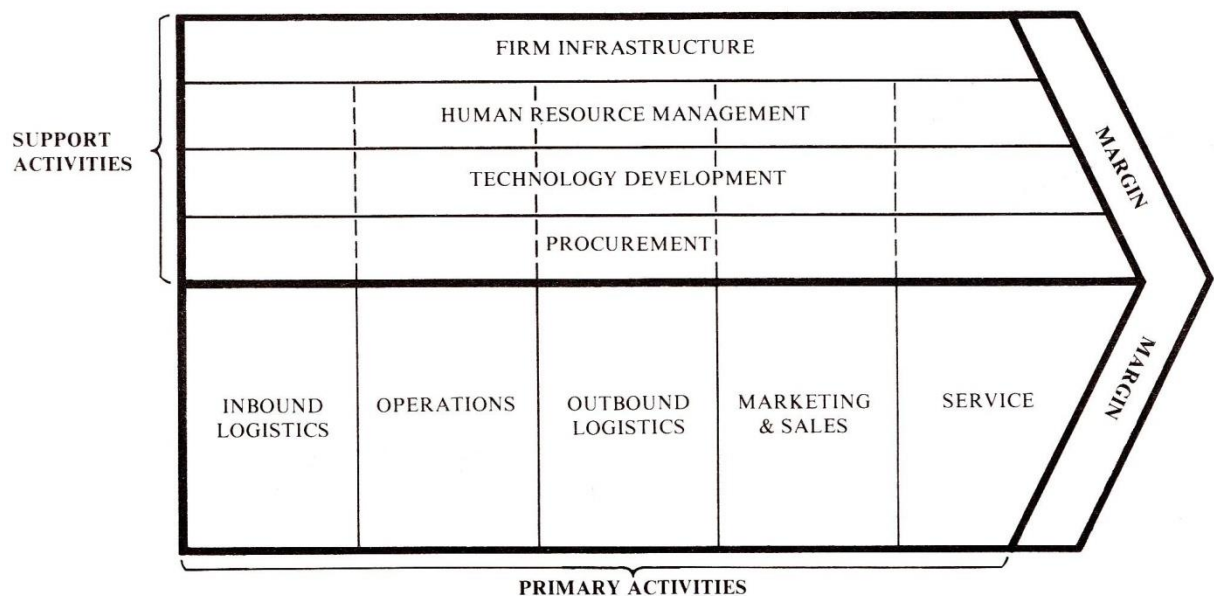 FIRM INFRASTRUCTURE
HUMAN RESOURCE MANAGEMENT
SUPPORT
ACTIVITIES
TECHNOLOGY DEVELOPMENT
PROCUREMENT
MARGIN
INBOUND
LOGISTICS
OPERATIONS
OUTBOUND
LOGISTICS
MARKETING
& SALES
SERVICE
MARGIN
PRIMARY ACTIVITIES